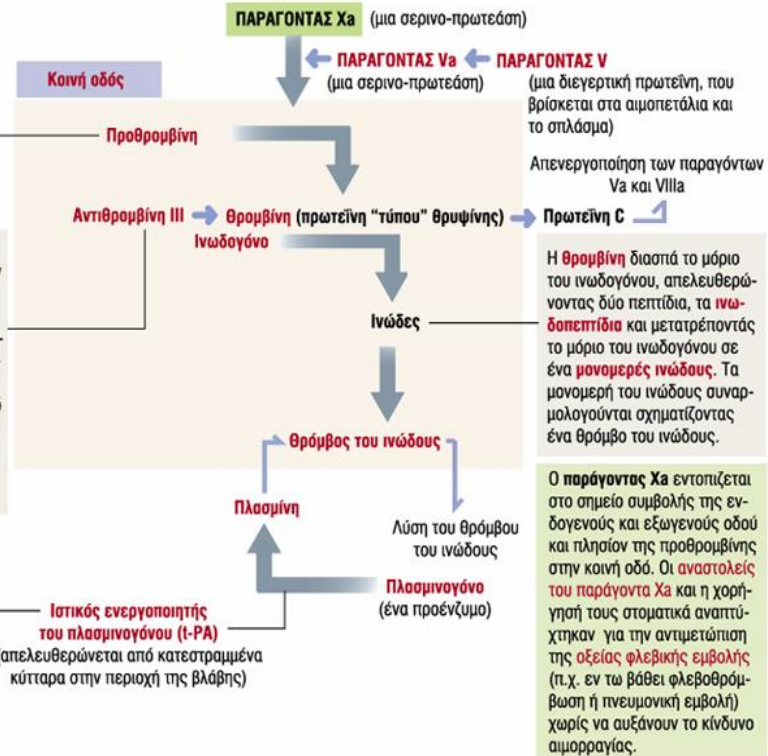 ΠΑΡΑΓΟΝΤΑΣ Xa (μια σερινο-πρωτεάση)
ΠΑΡΑΓΟΝΤΑΣ Va
(μια σερινο-πρωτεάση)
ΠΑΡΑΓΟΝΤΑΣ V
(μια διεγερτική πρωτεΐνη, που
βρίσκεται στα αιμοπετάλια και
το σπλάσμα)
Κοινή οδός
Προθρομβίνη
Απενεργοποίηση των παραγόντων
Va και VIIIa
Αντιθρομβίνη III
Θρομβίνη (πρωτεΐνη “τύπου” θρυψίνης)
Πρωτεΐνη C
Ινωδογόνο
Ινώδες
Η θρομβίνη διασπά το μόριο
του ινωδογόνου, απελευθερώ-
νοντας δύο πεπτίδια, τα ινω-
δοπεπτίδια και μετατρέποντάς
το μόριο του ινωδογόνου σε
ένα μονομερές ινώδους. Τα
μονομερή του ινώδους συναρ-
μολογούνται σχηματίζοντας
ένα θρόμβο του ινώδους.
Θρόμβος του ινώδους
Πλασμίνη
Λύση του θρόμβου
του ινώδους
Πλασμινογόνο
(ένα προένζυμο)
Ιστικός ενεργοποιητής
του πλασμινογόνου (t-PA)
(απελευθερώνεται από κατεστραμμένα
κύτταρα στην περιοχή της βλάβης)
Ο παράγοντας Xa εντοπιζεται
στο σημείο συμβολής της εν-
δογενούς και εξωγενούς οδού
και πλησίον της προθρομβίνης
στην κοινή οδό. Οι αναστολείς
του παράγοντα Xa και η χορή-
γησή τους στοματικά αναπτύ-
χτηκαν για την αντιμετώπιση
της οξείας φλεβικής εμβολής
(π.χ. εν τω βάθει φλεβοθρόμ-
βωση ή πνευμονική εμβολή)
χωρίς να αυξάνουν το κίνδυνο
αιμορραγίας.